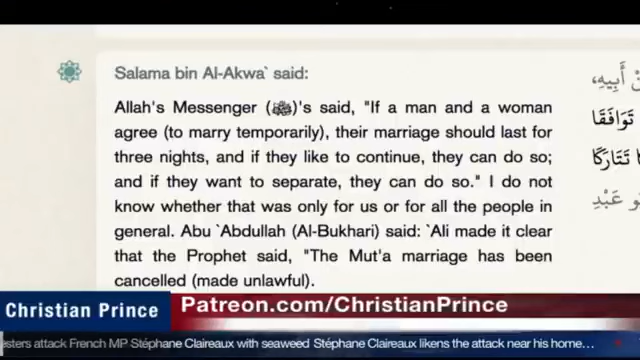 Salama bin Al-Akwa` said:
Allah's Messenger (ﷺ)'s said, "If a man and a woman
agree (to marry temporarily), their marriage should last for
three nights, and if they like to continue, they can do so;
and if they want to separate, they can do so." I do not
know whether that was only for us or for all the people in
general. Abu `Abdullah (Al-Bukhari) said: `Ali made it clear
that the Prophet said, "The Mut'a marriage has been
cancelled (made unlawful).
أَبِيهِ،
تَوَافَقَا
تَتَارَكَا
عَبْدِ
Christian Prince
Patreon.com/ChristianPrince
attack French MP Stéphane Claireaux with seaweed Stéphane Claireaux likens the attack near his home...